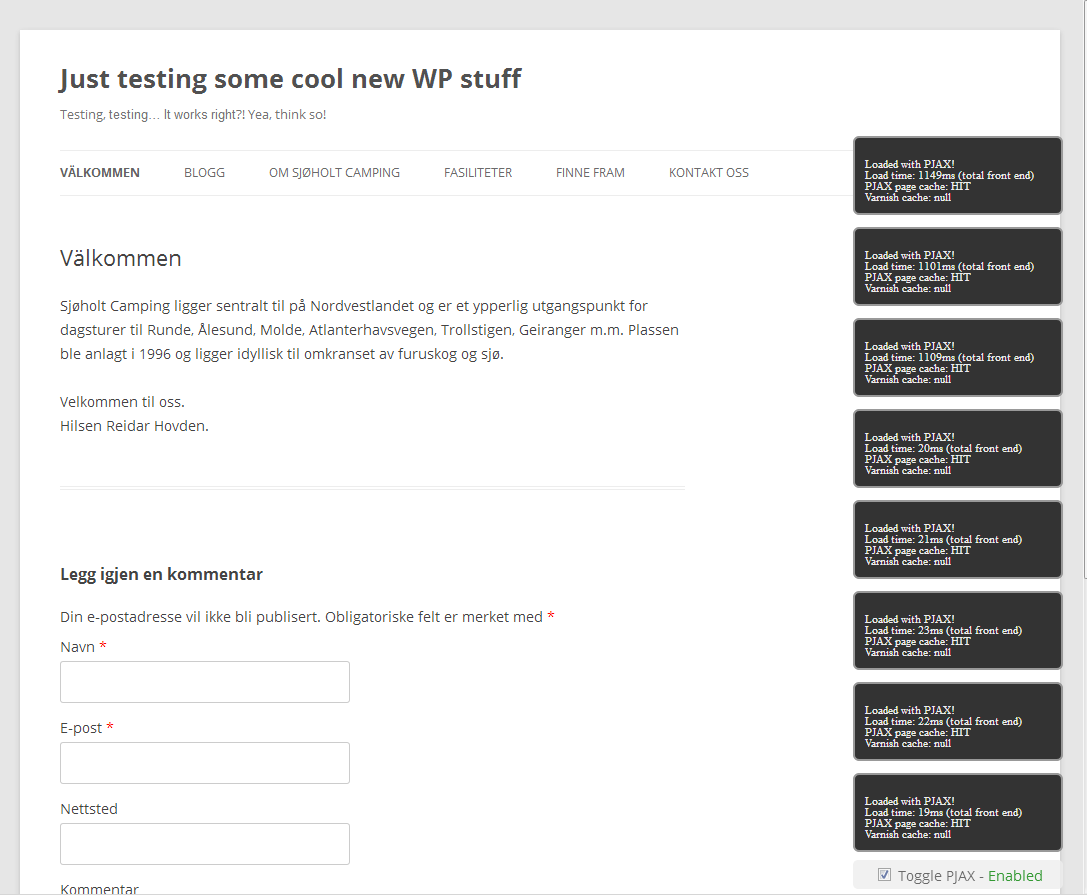 Just testing some cool new WP stuff
Testing, testing... It works right?! Yea, think so!
VÄLKOMMEN
BLOGG
OM SJØHOLT CAMPING
FASILITETER
FINNE FRAM
KONTAKT OSS
Välkommen
Sjøholt Camping ligger sentralt til på Nordvestlandet og er et ypperlig utgangspunkt for
dagsturer til Runde, Ålesund, Molde, Atlanterhavsvegen, Trollstigen, Geiranger m.m. Plassen
ble anlagt i 1996 og ligger idyllisk til omkranset av furuskog og sjø.
Velkommen til oss.
Hilsen Reidar Hovden.
Legg igjen en kommentar
Din e-postadresse vil ikke bli publisert. Obligatoriske felt er merket med *
Navn *
E-post *
Nettsted
Kommentar
Loaded with PJAX!
Load time: 1149ms (total front end)
PJAX page cache: HIT
Varnish cache: null
Loaded with PJAX!
Load time: 1101ms (total front end)
PJAX page cache: HIT
Varnish cache: null
Loaded with PJAX!
Load time: 1109ms (total front end)
PJAX page cache: HIT
Varnish cache: null
Loaded with PJAX!
Load time: 20ms (total front end)
PJAX page cache: HIT
Varnish cache: null
Loaded with PJAX!
Load time: 21ms (total front end)
PJAX page cache: HIT
Varnish cache: null
Loaded with PJAX!
Load time: 23ms (total front end)
PJAX page cache: HIT
Varnish cache: null
Loaded with PJAX!
Load time: 22ms (total front end)
PJAX page cache: HIT
Varnish cache: null
Loaded with PJAX!
Load time: 19ms (total front end)
PJAX page cache: HIT
Varnish cache: null
Toggle PJAX - Enabled